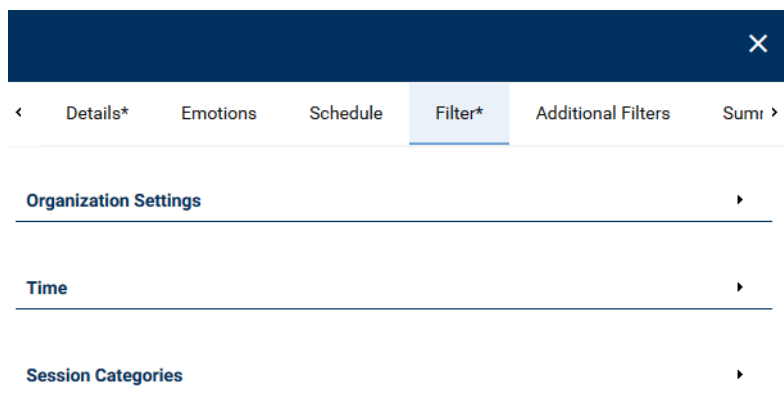 Details* Emotions Schedule Filter* Additional Filters
Organization Settings
Time
Session Categories